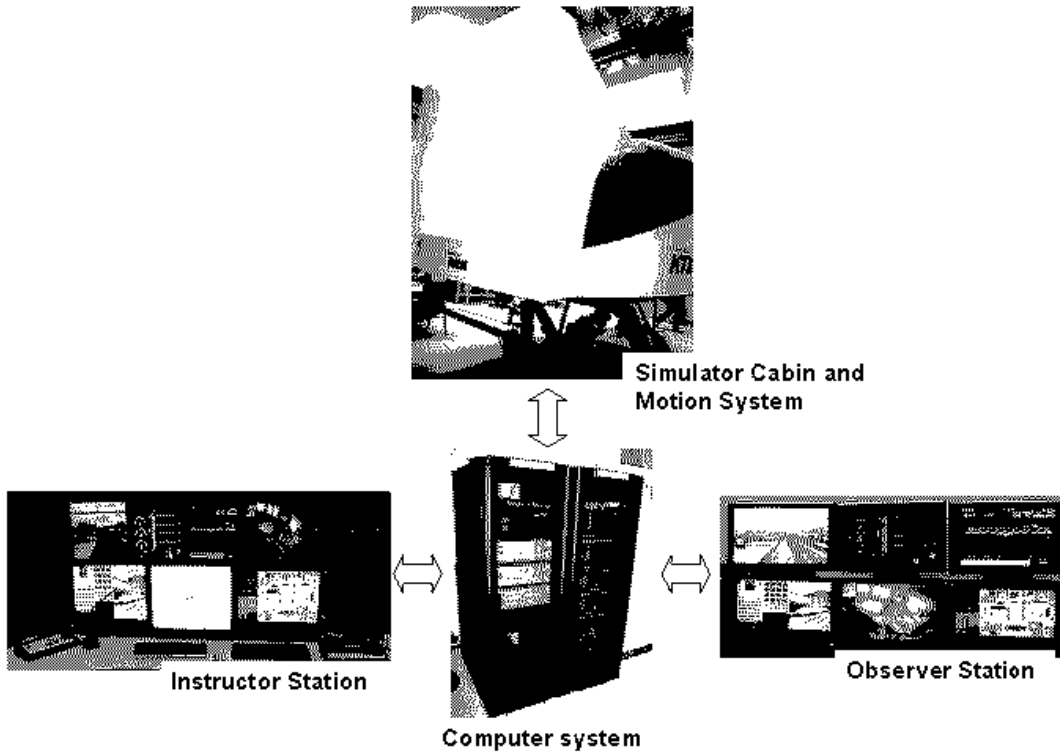 Simulator Cabin and
Motion System
Instructor Station
Observer Station
Computer system